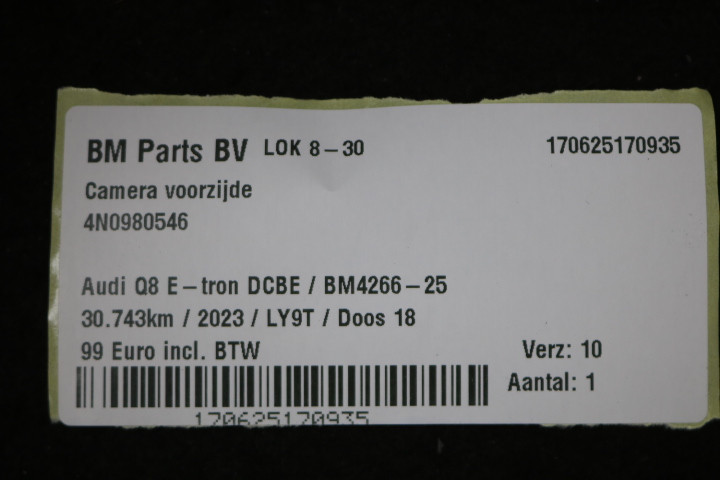 BM Parts BV LOK 8-30 170625170935
Camera voorzijde
4N0980546
Audi Q8 E-tron DCBE / BM4266-25
30.743km / 2023 / LY9T / Doos 18
99 Euro incl. BTW Verz: 10
Aantal: 1
170625170935